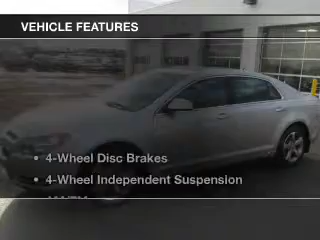 VEHICLE FEATURES
• 4-Wheel Disc Brakes
• 4-Wheel Independent Suspension